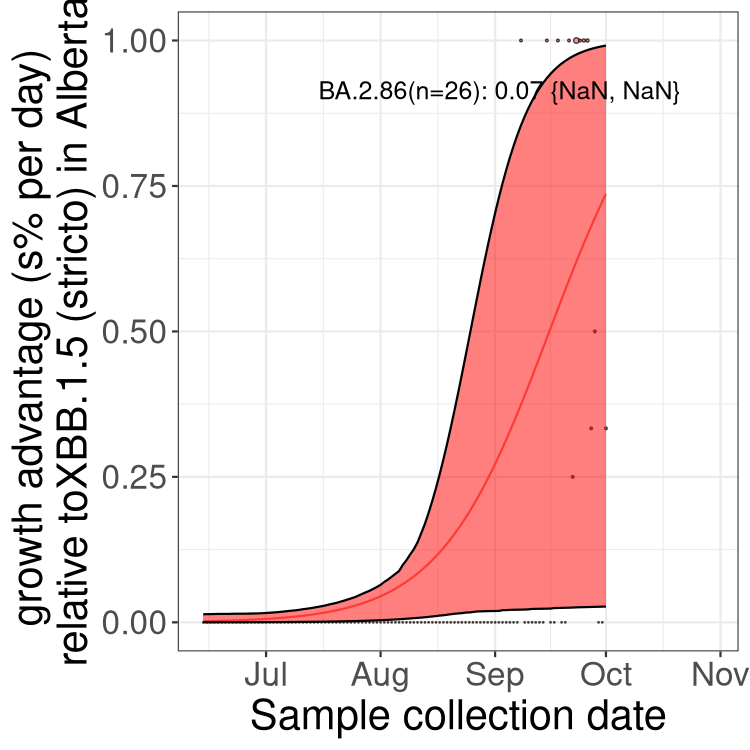 growth advantage (s% per day)
relative toXBB.1.5 (stricto) in Alberta
1.00
BA.2.86(n=26): 0.07 {NaN, NaN}
0.75
0.50
0.25
0.00
Jul Aug Sep Oct Nov
Sample collection date